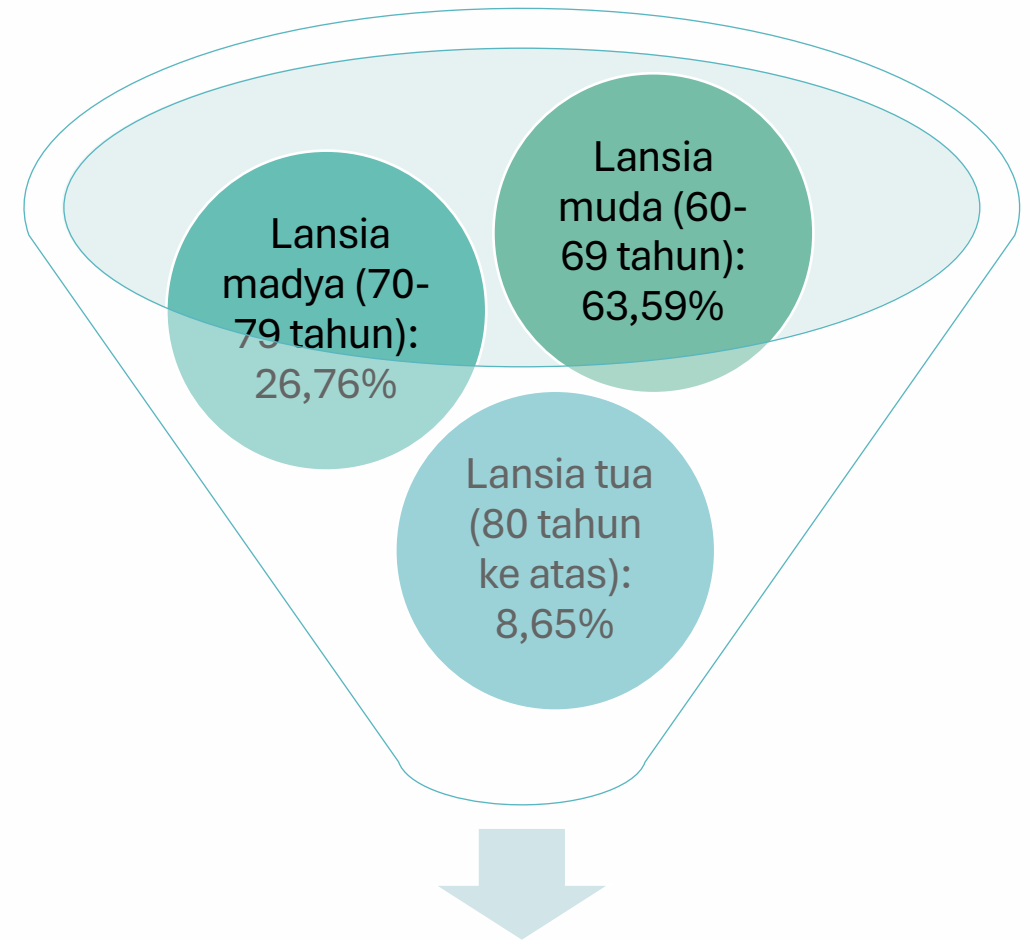 Lansia
muda (60-
69 tahun):
63,59%
Lansia
madya (70-
79 tahun):
26,76%
Lansia tua
(80 tahun
ke atas):
8,65%